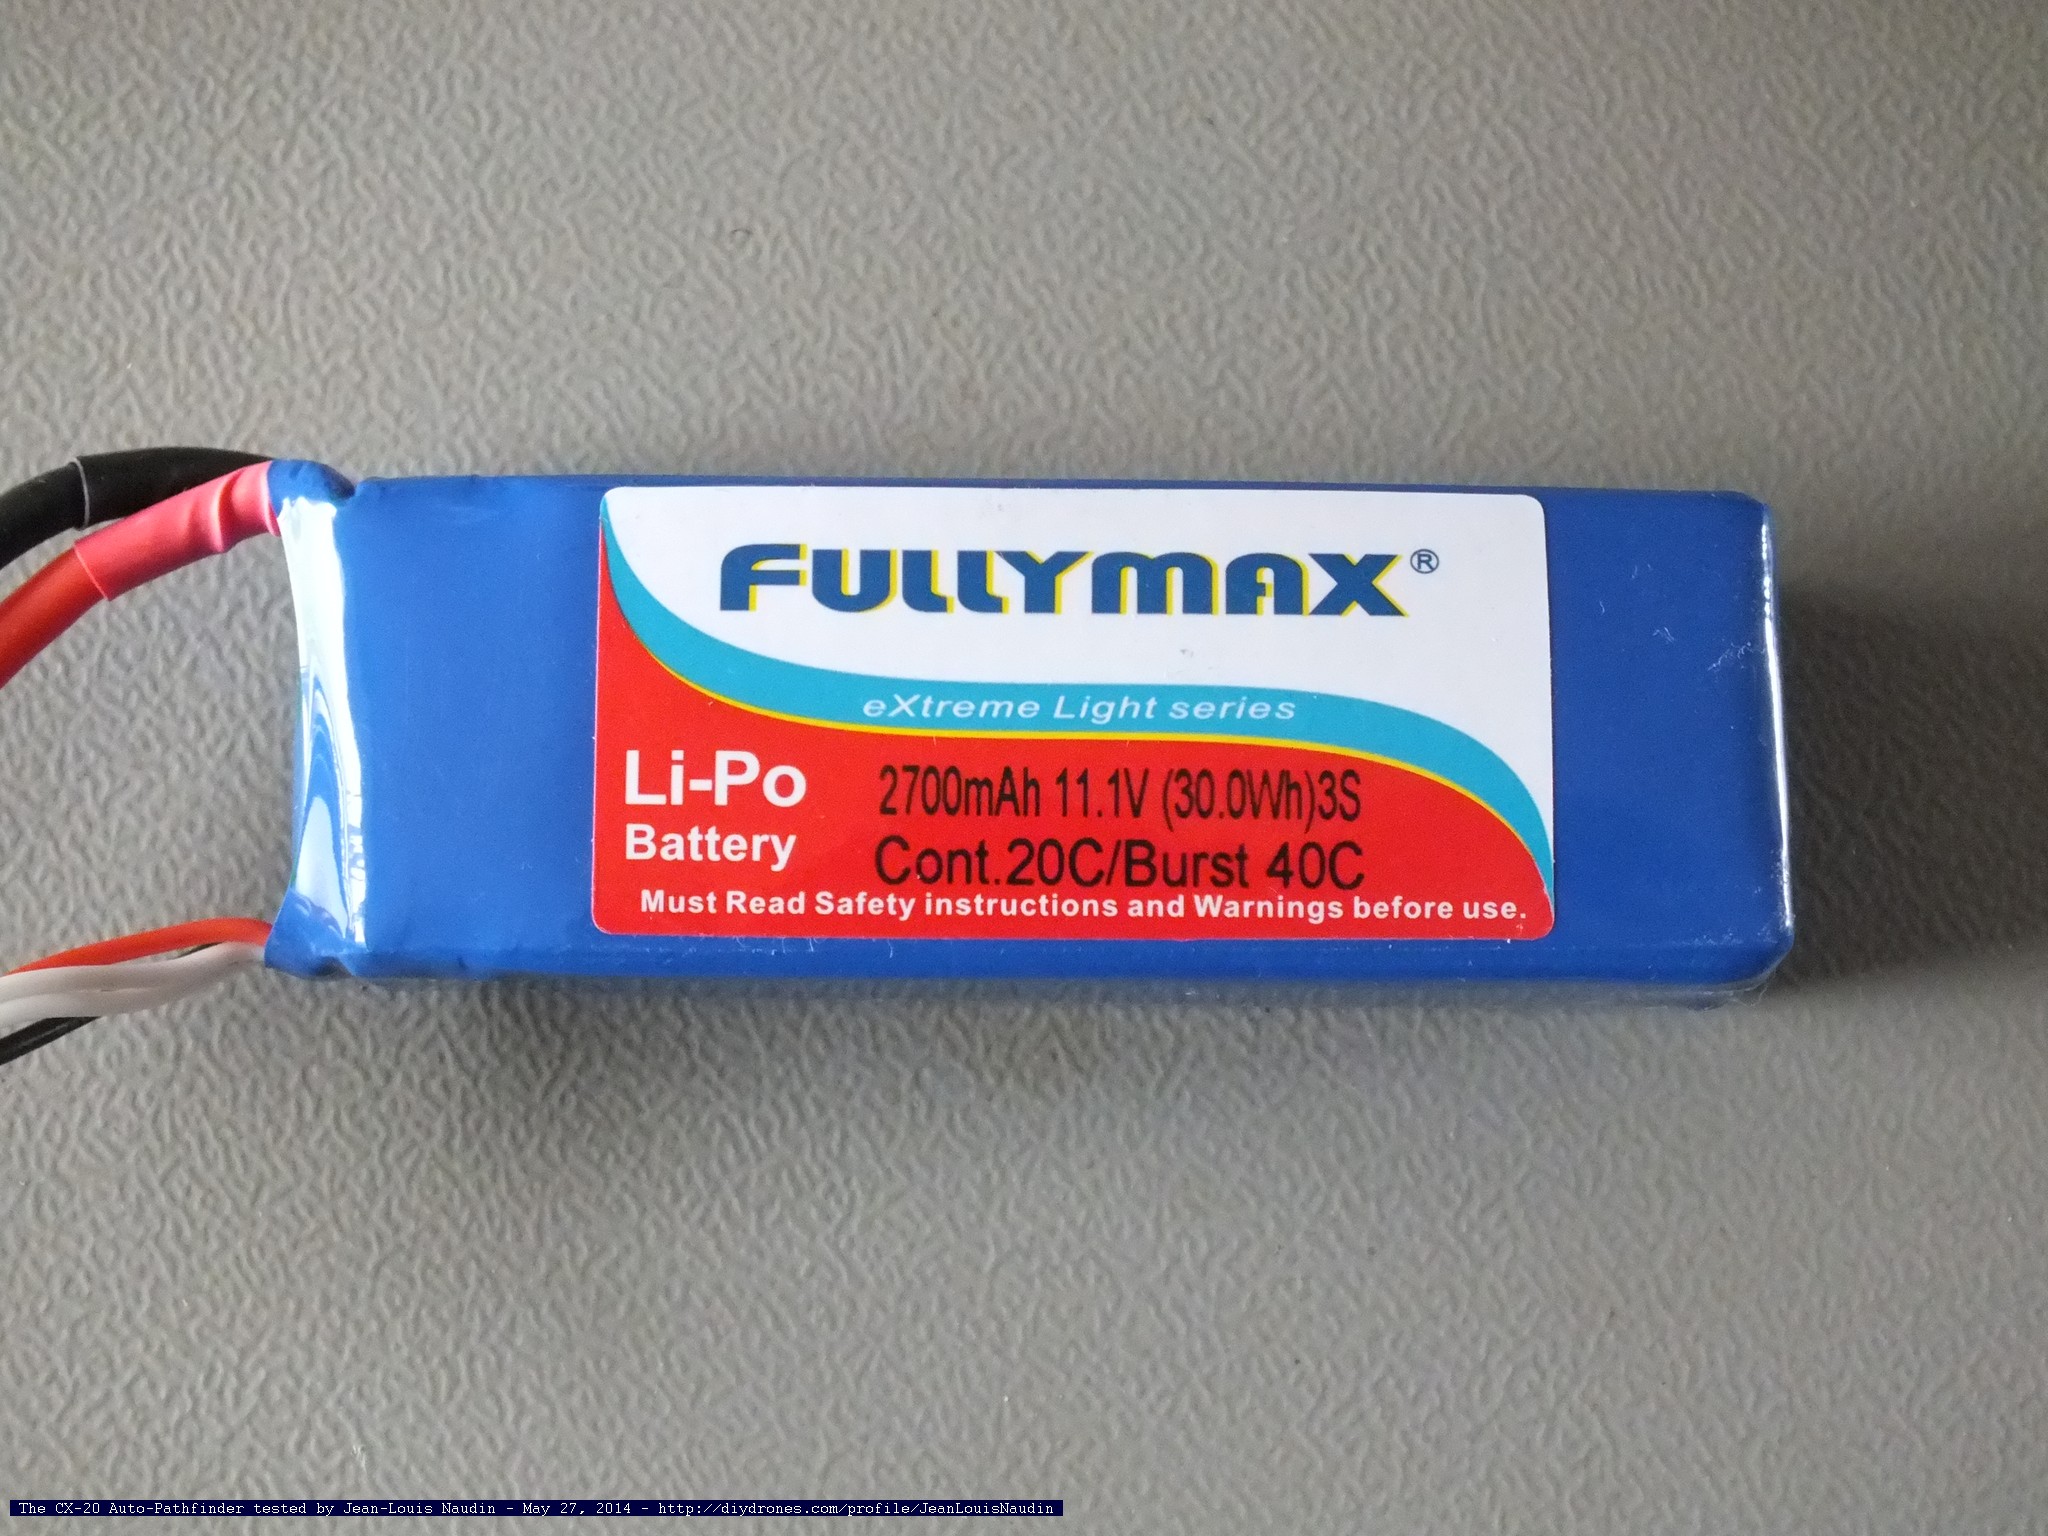 FULLYMAX®
eXtreme Light series
Li-Po
Battery
2700mAh 11.1V (30.0Wh)3S
Cont.20C/Burst 40C
Must Read Safety instructions and Warnings before use.
The CX-20 Auto-Pathfinder tested by Jean-Louis Naudin - May 27, 2014 - http://diydrones.com/profile/JeanLouisNaudin